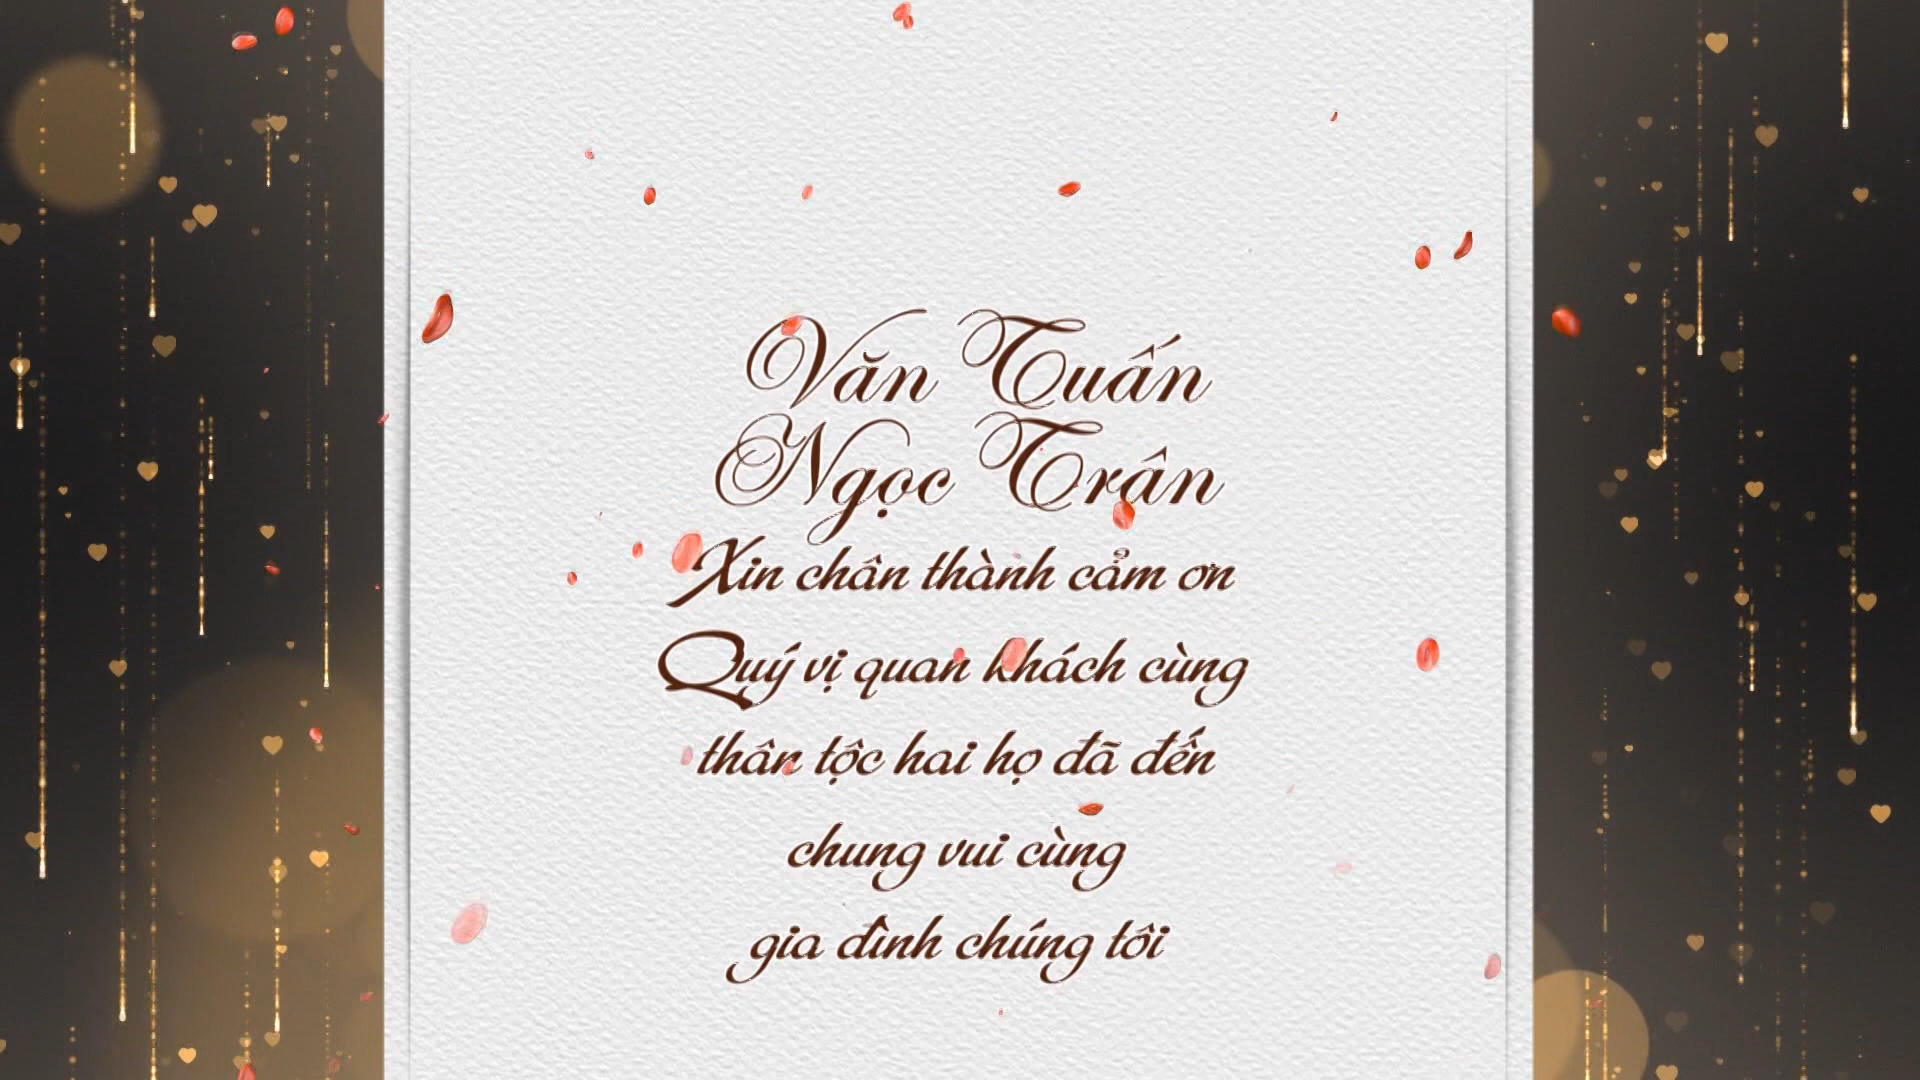 Văn Tuấn
Ngọc Trân
Xin chân thành cảm ơn
Quý vị quan khách cùng
thân tộc hai họ đã đến
chung vui cùng
gia đình chúng tôi